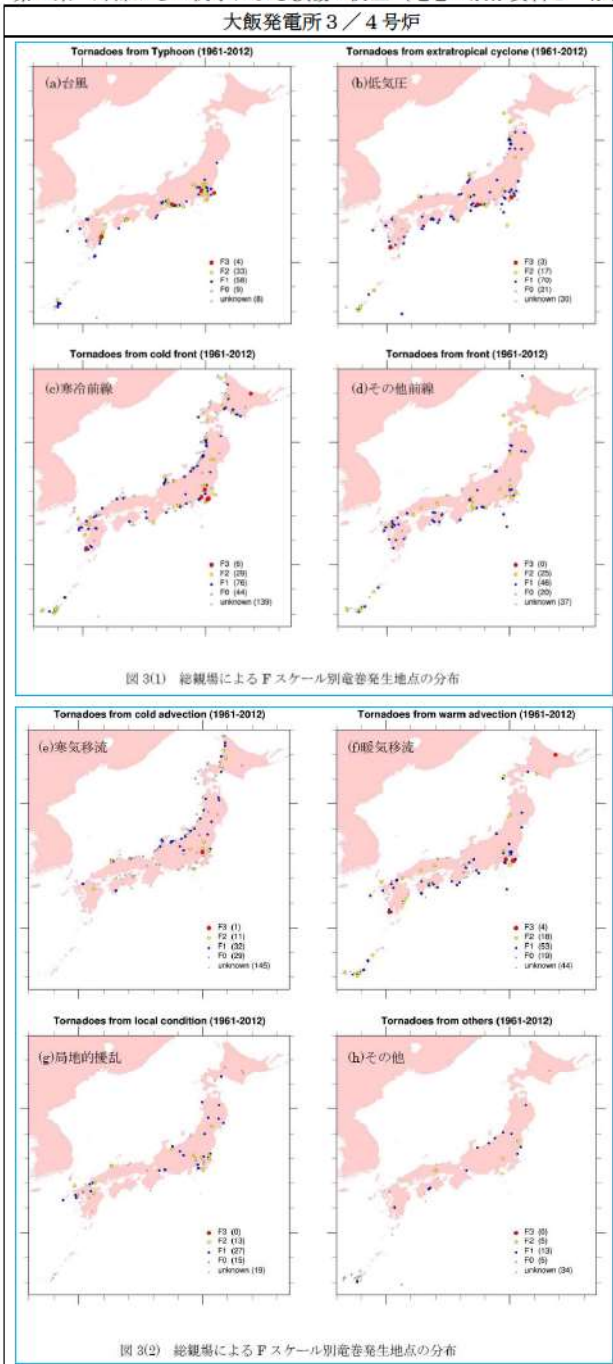 大飯発電所3/4号炉
Tornadoes from Typhoon (1961-2012)
(a)台風
F3 (4)
F2 (33)
F1 (58)
F0 (9)
unknown (8)
Tornadoes from extratropical cyclone (1961-2012)
(b)低気圧
F3 (3)
F2 (17)
F1 (70)
F0 (21)
unknown (30)
Tornadoes from cold front (1961-2012)
(c)寒冷前線
F3 (6)
F2 (29)
F1 (76)
F0 (44)
unknown (139)
Tornadoes from front (1961-2012)
(d)その他前線
F3 (0)
F2 (25)
F1 (46)
F0 (20)
unknown (37)
図 3(1) 総観場による F スケール別竜巻発生地点の分布
Tornadoes from cold advection (1961-2012)
(e)寒気移流
F3 (1)
F2 (11)
F1 (32)
F0 (29)
unknown (145)
Tornadoes from warm advection (1961-2012)
(f)暖気移流
F3 (4)
F2 (18)
F1 (53)
F0 (19)
unknown (44)
Tornadoes from local condition (1961-2012)
(g)局地的擾乱
F3 (0)
F2 (13)
F1 (27)
F0 (15)
unknown (19)
Tornadoes from others (1961-2012)
(h)その他
F3 (0)
F2 (5)
F1 (13)
F0 (5)
unknown (34)
図 3(2) 総観場による F スケール別竜巻発生地点の分布